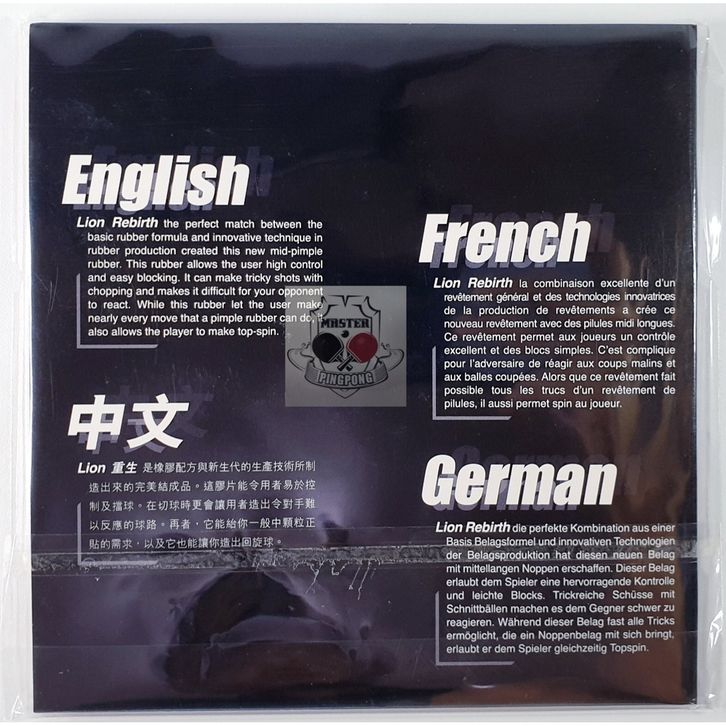 English
Lion Rebirth the perfect match between the
basic rubber formula and innovative technique in
rubber production created this new mid-pimple
rubber. This rubber allows the user high control
and easy blocking. It can make tricky shots with
chopping and makes it difficult for your opponent
to react. While this rubber let the user make
nearly every move that a pimple rubber can do, it
also allows the player to make top-spin.
中文
Lion 重生 是橡膠配方與新生代的生產技術所制
造出來的完美結成品。這膠片能令用者易於控
制及擋球。在切球時更會讓用者造出令對手難
以反應的球路。再者，它能給你一般中顆粒正
貼的需求，以及它也能讓你造出回旋球。
French
Lion Rebirth la combinaison excellente d'un
revêtement général et des technologies innovatrices
de la production de revêtements a crée ce
nouveau revêtement avec des pilules midi longues.
Ce revêtement permet aux joueurs un contrôle
excellent et des blocs simples. C'est complique
pour l'adversaire de réagir aux coups malins et
aux balles coupées. Alors que ce revêtement fait
possible tous les trucs d'un revêtement de
pilules, il aussi permet spin au joueur.
German
Lion Rebirth die perfekte Kombination aus einer
Basis Belagsformel und innovativen Technologien
der Belagsproduktion hat diesen neuen Belag
mit mittellangen Noppen erschaffen. Dieser Belag
erlaubt dem Spieler eine hervorragende Kontrolle
und leichte Blocks. Trickreiche Schüsse mit
Schnittbällen machen es dem Gegner schwer zu
reagieren. Während dieser Belag fast alle Tricks
ermöglicht, die ein Noppenbelag mit sich bringt,
erlaubt er dem Spieler gleichzeitig Topspin.
MASTER
PINGPONG